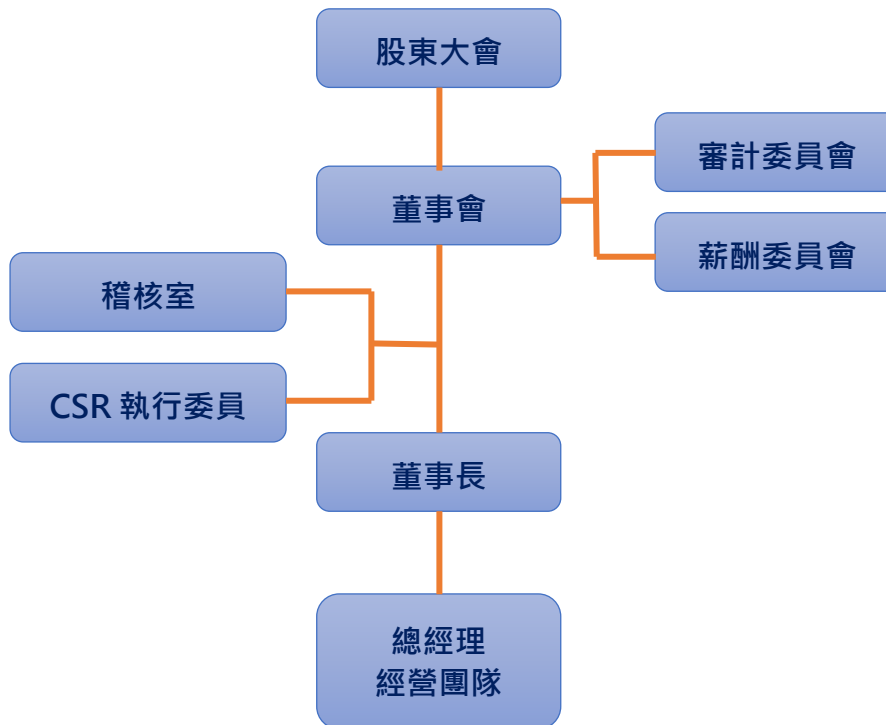 股東大會
審計委員會
董事會
薪酬委員會
稽核室
CSR 執行委員
董事長
總經理
經營團隊